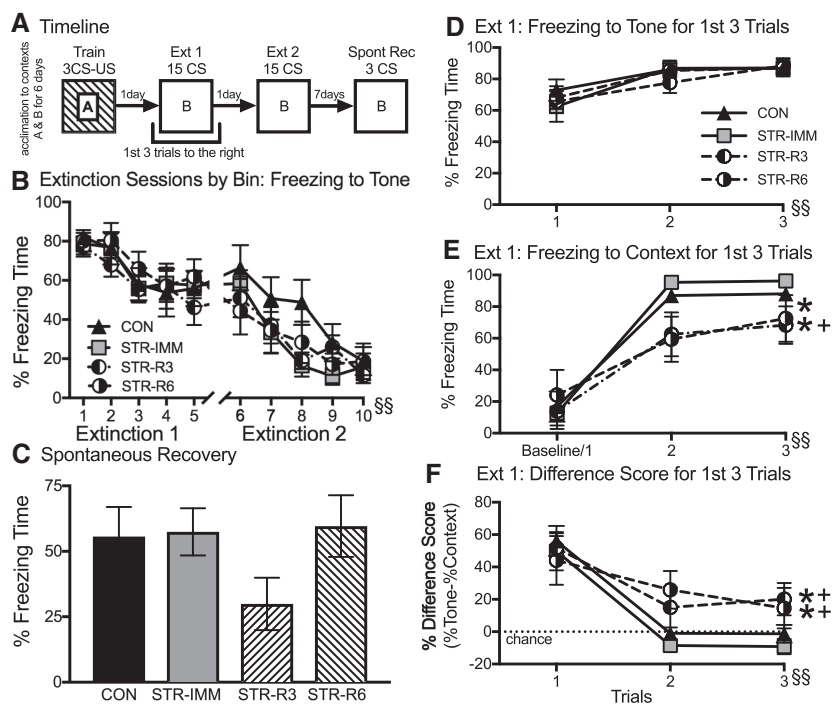 A Timeline
Train
3CS-US
Ext 1
15 CS
Ext 2
15 CS
Spont Rec
3 CS
acclimation to contexts
A & B for 6 days
A
1day
B
1day
B
7days
B
1st 3 trials to the right
B Extinction Sessions by Bin: Freezing to Tone
% Freezing Time
100
80
60
40
20
0
CON
STR-IMM
STR-R3
STR-R6
1 2 3 4 5 6 7 8 9 10 §§
Extinction 1 Extinction 2
C Spontaneous Recovery
% Freezing Time
75
50
25
0
CON STR-IMM STR-R3 STR-R6
D Ext 1: Freezing to Tone for 1st 3 Trials
% Freezing Time
100
80
60
40
20
0
CON
STR-IMM
STR-R3
STR-R6
1 2 3 §§
E Ext 1: Freezing to Context for 1st 3 Trials
% Freezing Time
100
80
60
40
20
0
*
* +
Baseline/1 2 3 §§
F Ext 1: Difference Score for 1st 3 Trials
% Difference Score
(%Tone-%Context)
80
60
40
20
0
-20
* +
* +
chance
1 2 3 §§
Trials